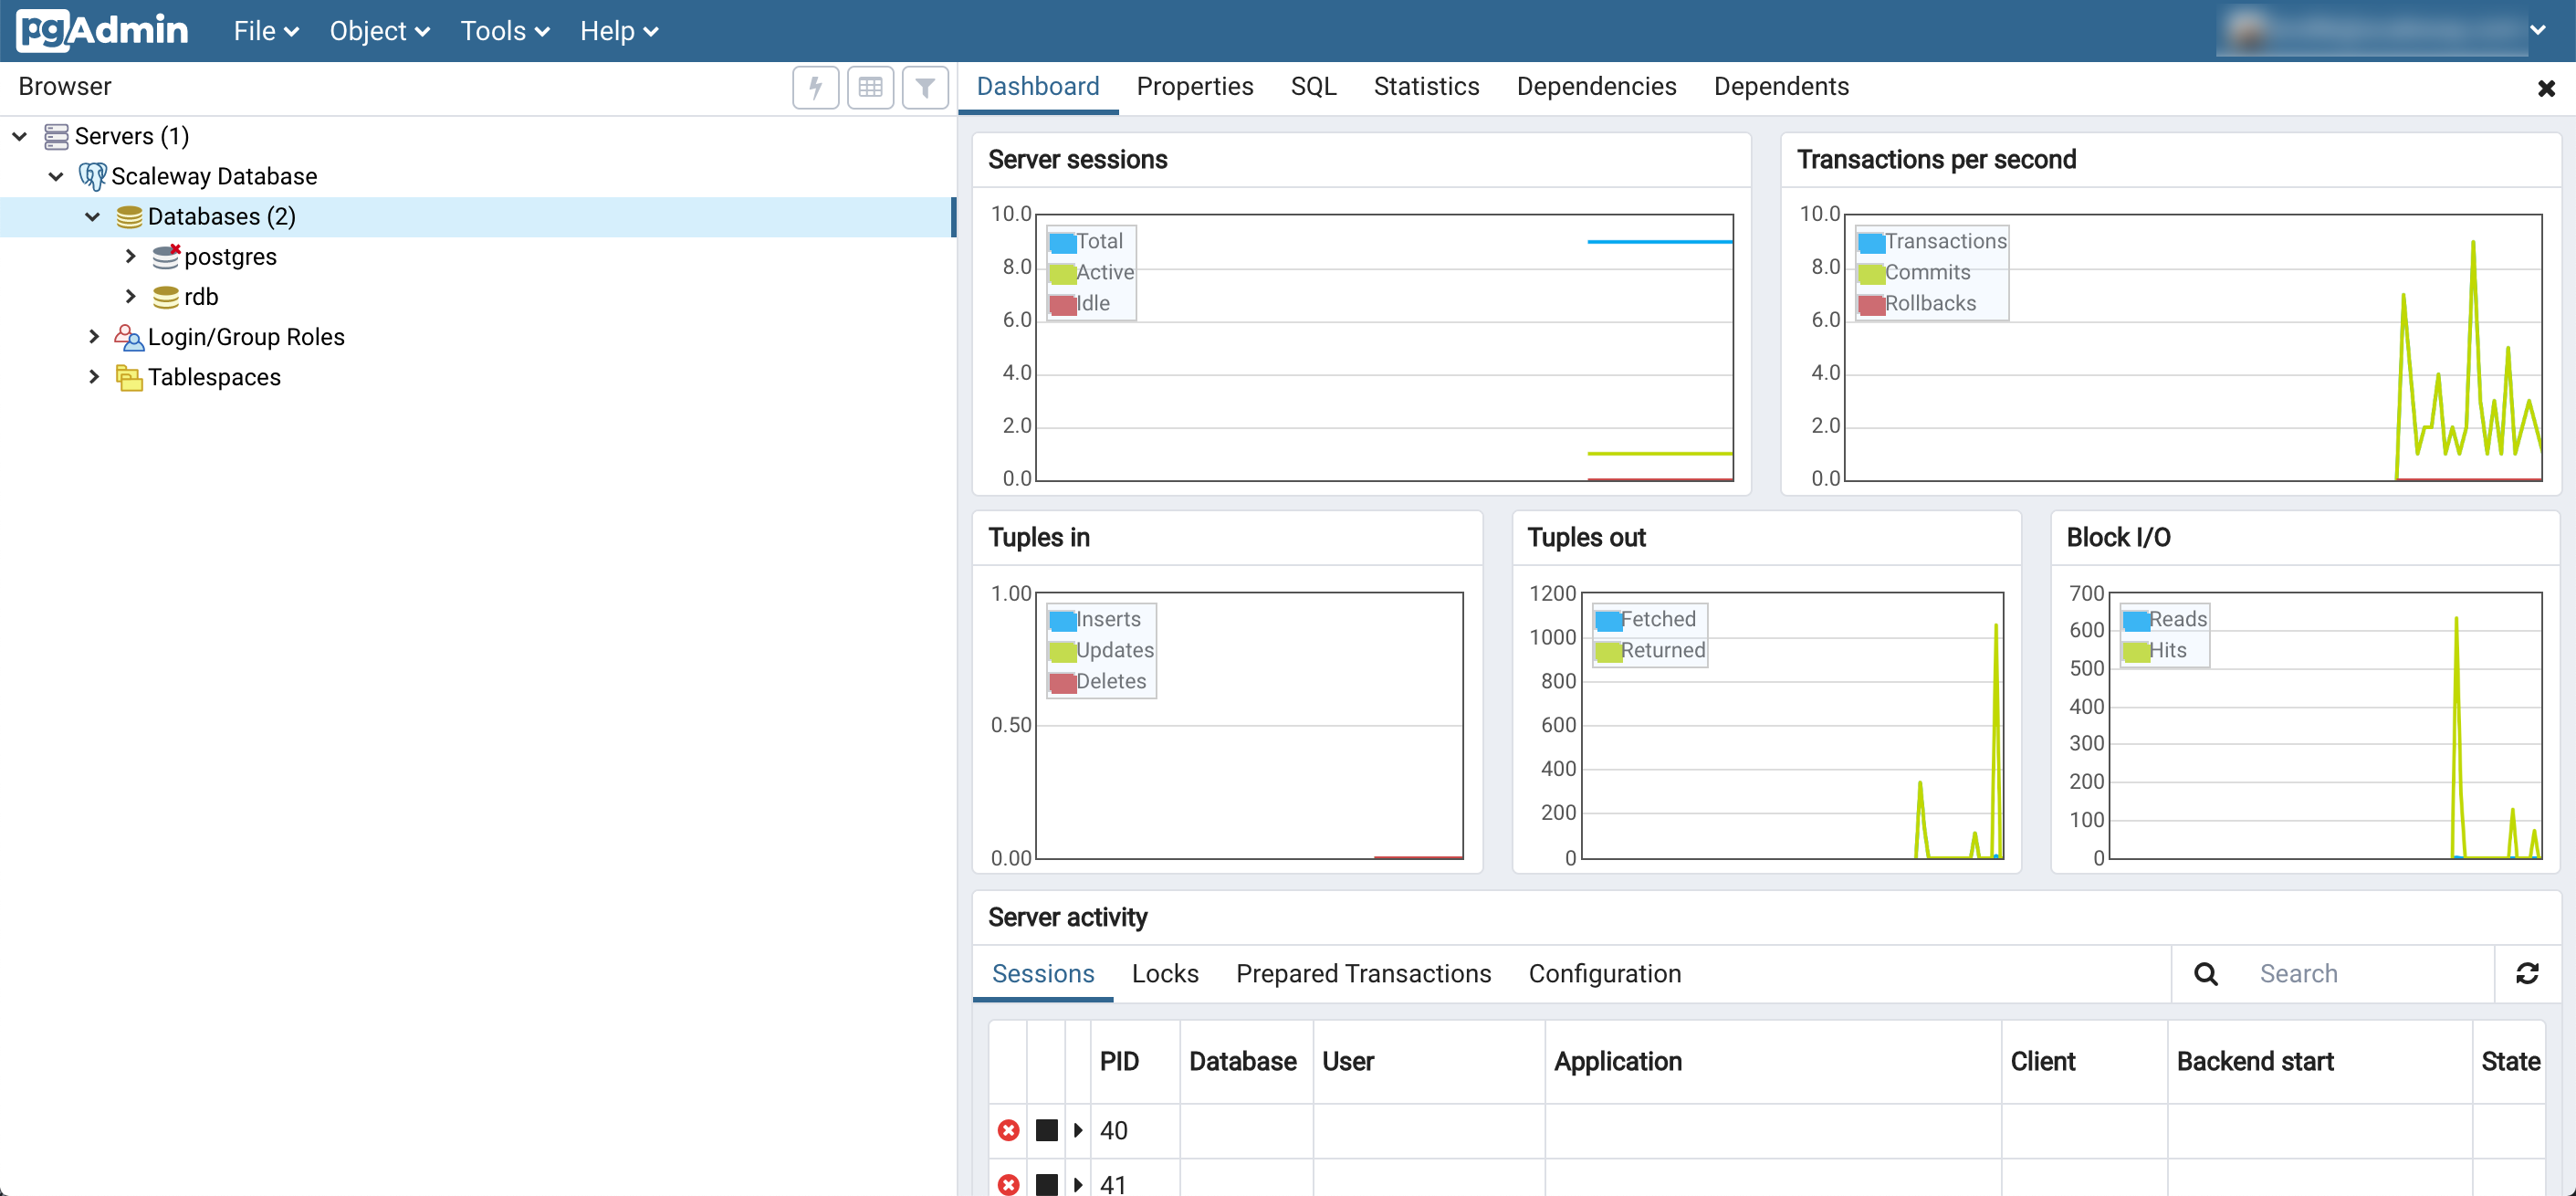 pgAdmin File Object Tools Help
Browser
Dashboard Properties SQL Statistics Dependencies Dependents
Servers (1)
Scaleway Database
Databases (2)
postgres
rdb
Login/Group Roles
Tablespaces
Server sessions
10.0
8.0
6.0
4.0
2.0
0.0
Total
Active
Idle
Transactions per second
10.0
8.0
6.0
4.0
2.0
0.0
Transactions
Commits
Rollbacks
Tuples in
1.00
0.50
0.00
Inserts
Updates
Deletes
Tuples out
1200
1000
800
600
400
200
0
Fetched
Returned
Block I/O
700
600
500
400
300
200
100
0
Reads
Hits
Server activity
Sessions Locks Prepared Transactions Configuration Search
PID Database User Application Client Backend start State
40
41